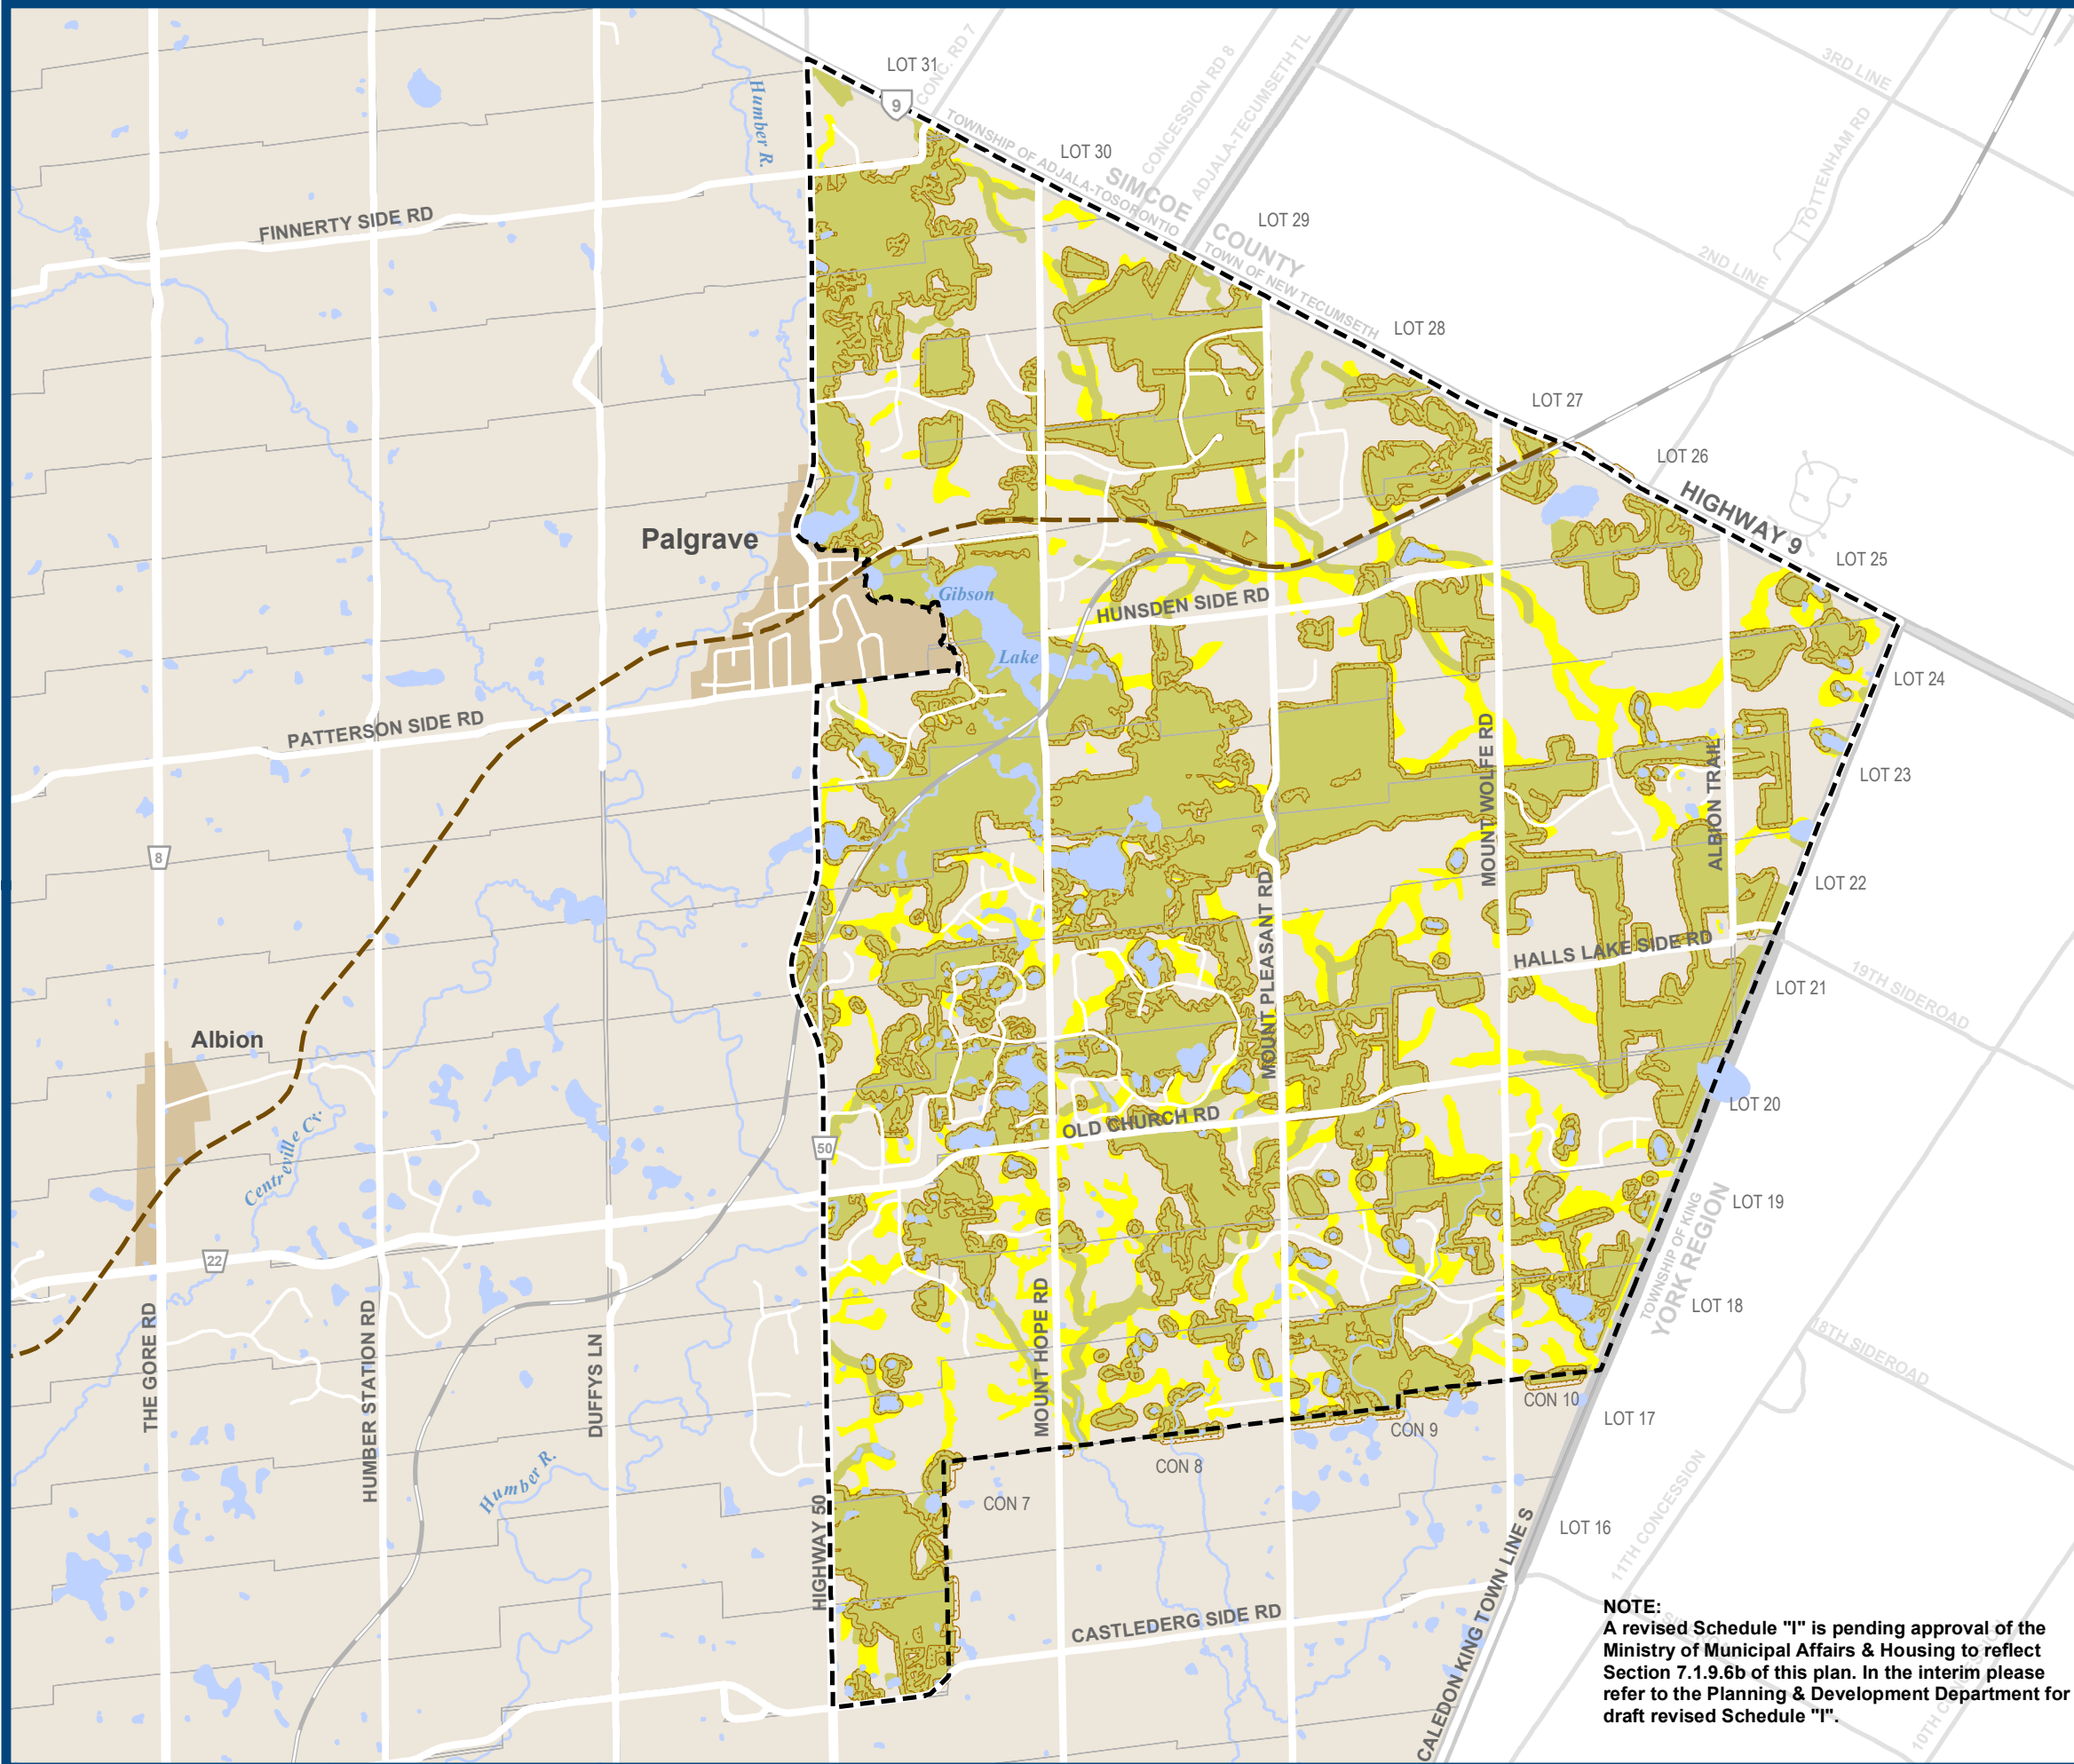 LOT 31
CONC. RD 7
9
Humber R.
CONCESSION RD 8
ADJALA-TECUMSETH TL
3RD LINE
TOWNSHIP OF ADJALA-TOSORONTIO
LOT 30
SIMCOE COUNTY
TOTTENHAM RD
FINNERTY SIDE RD
LOT 29
TOWN OF NEW TECUMSETH
2ND LINE
LOT 28
LOT 27
LOT 26
HIGHWAY 9
Palgrave
LOT 25
Gibson
Lake
HUNSDEN SIDE RD
LOT 24
PATTERSON SIDE RD
MOUNT WOLFE RD
ALBION TRAIL
LOT 23
8
LOT 22
MOUNT PLEASANT RD
HALLS LAKE SIDE RD
19TH SIDEROAD
LOT 21
Albion
LOT 20
Centreville Cr.
50
OLD CHURCH RD
LOT 19
TOWNSHIP OF KING
YORK REGION
22
LOT 18
18TH SIDEROAD
THE GORE RD
HUMBER STATION RD
DUFFYS LN
MOUNT HOPE RD
CON 10
LOT 17
CON 9
CON 8
Humber R.
CON 7
HIGHWAY 50
11TH CONCESSION
LOT 16
CASTLEDERG SIDE RD
CALEDON KING TOWN LINE S
10TH CONCESSION
NOTE:
A revised Schedule "I" is pending approval of the
Ministry of Municipal Affairs & Housing to reflect
Section 7.1.9.6b of this plan. In the interim please
refer to the Planning & Development Department for
draft revised Schedule "I".